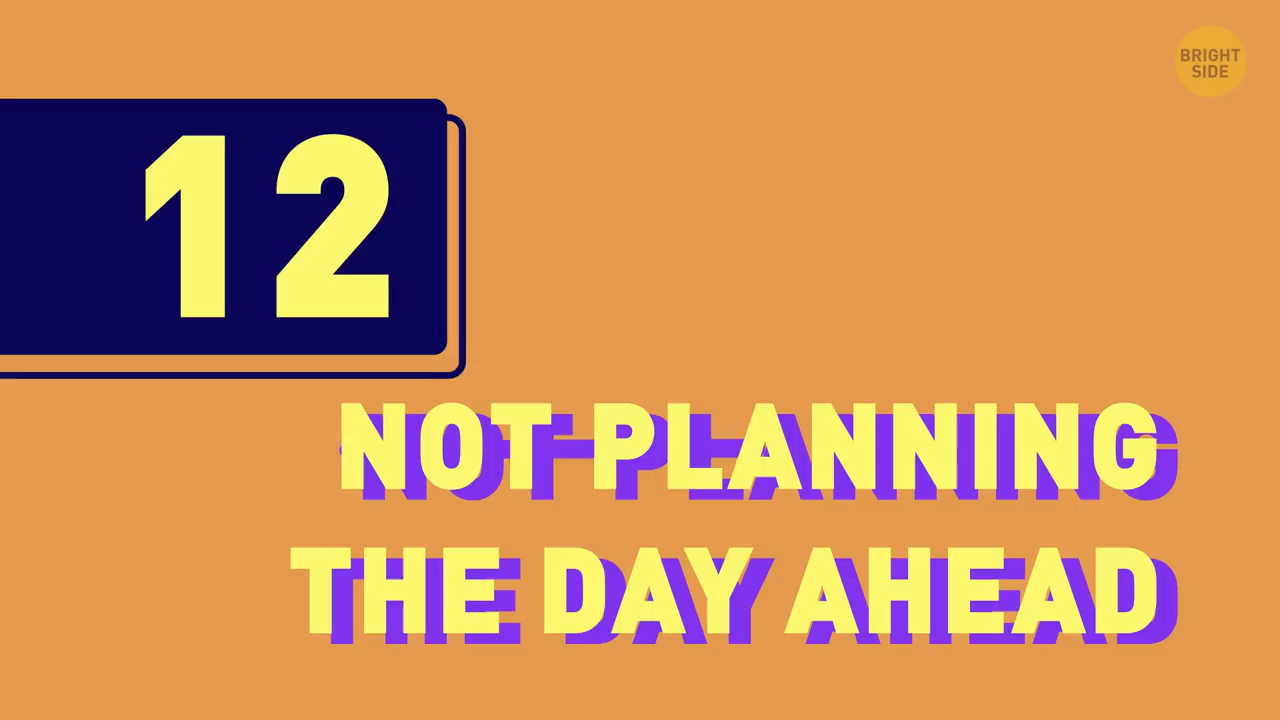 BRIGHT
SIDE
12
NOT PLANNING
THE DAY AHEAD